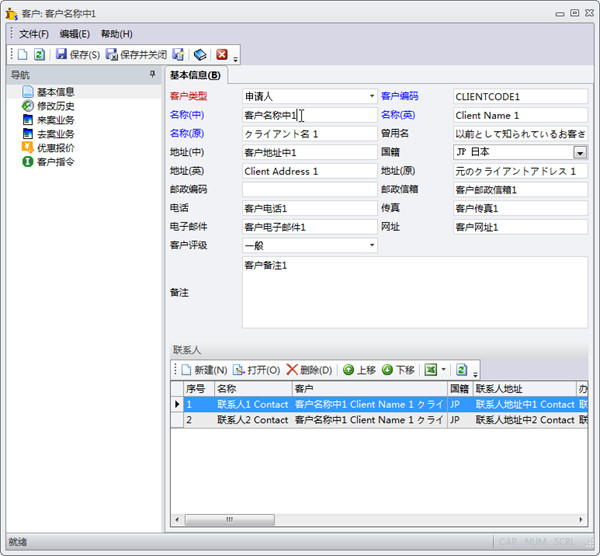 客户: 客户名称中1
文件(F) 编辑(E) 帮助(H)
保存(S) 保存并关闭
导航
基本信息
修改历史
来案业务
去案业务
优惠报价
客户指令
基本信息(B)
客户类型 申请人 客户编码 CLIENTCODE1
名称(中) 客户名称中1 名称(英) Client Name 1
名称(原) クライアント名 1 曾用名 以前として知られているお客さ
地址(中) 客户地址中1 国籍 JP 日本
地址(英) Client Address 1 地址(原) 元のクライアントアドレス 1
邮政编码 邮政信箱 客户邮政信箱1
电话 客户电话1 传真 客户传真1
电子邮件 客户电子邮件1 网址 客户网址1
客户评级 一般
备注 客户备注1
联系人
新建(N) 打开(O) 删除(D) 上移 下移
序号 名称 客户 国籍 联系人地址 办
1 联系人1 Contact 客户名称中1 Client Name 1 クライ JP 联系人地址中1 Contact 联
2 联系人2 Contact 客户名称中1 Client Name 1 クライ JP 联系人地址中2 Contact 联
就绪 CAP NUM SCRL